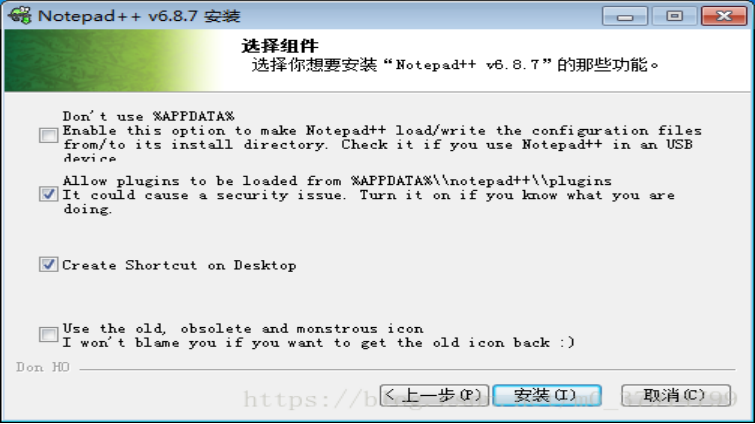 Notepad++ v6.8.7 安装
选择组件
选择你想要安装“Notepad++ v6.8.7”的那些功能。
Don't use %APPDATA%
Enable this option to make Notepad++ load/write the configuration files
from/to its install directory. Check it if you use Notepad++ in an USB
device.
Allow plugins to be loaded from %APPDATA%\\notepad++\\plugins
It could cause a security issue. Turn it on if you know what you are
doing.
Create Shortcut on Desktop
Use the old, obsolete and monstrous icon
I won't blame you if you want to get the old icon back :)
Don HO
< 上一步(P) 安装(I) 取消(C)